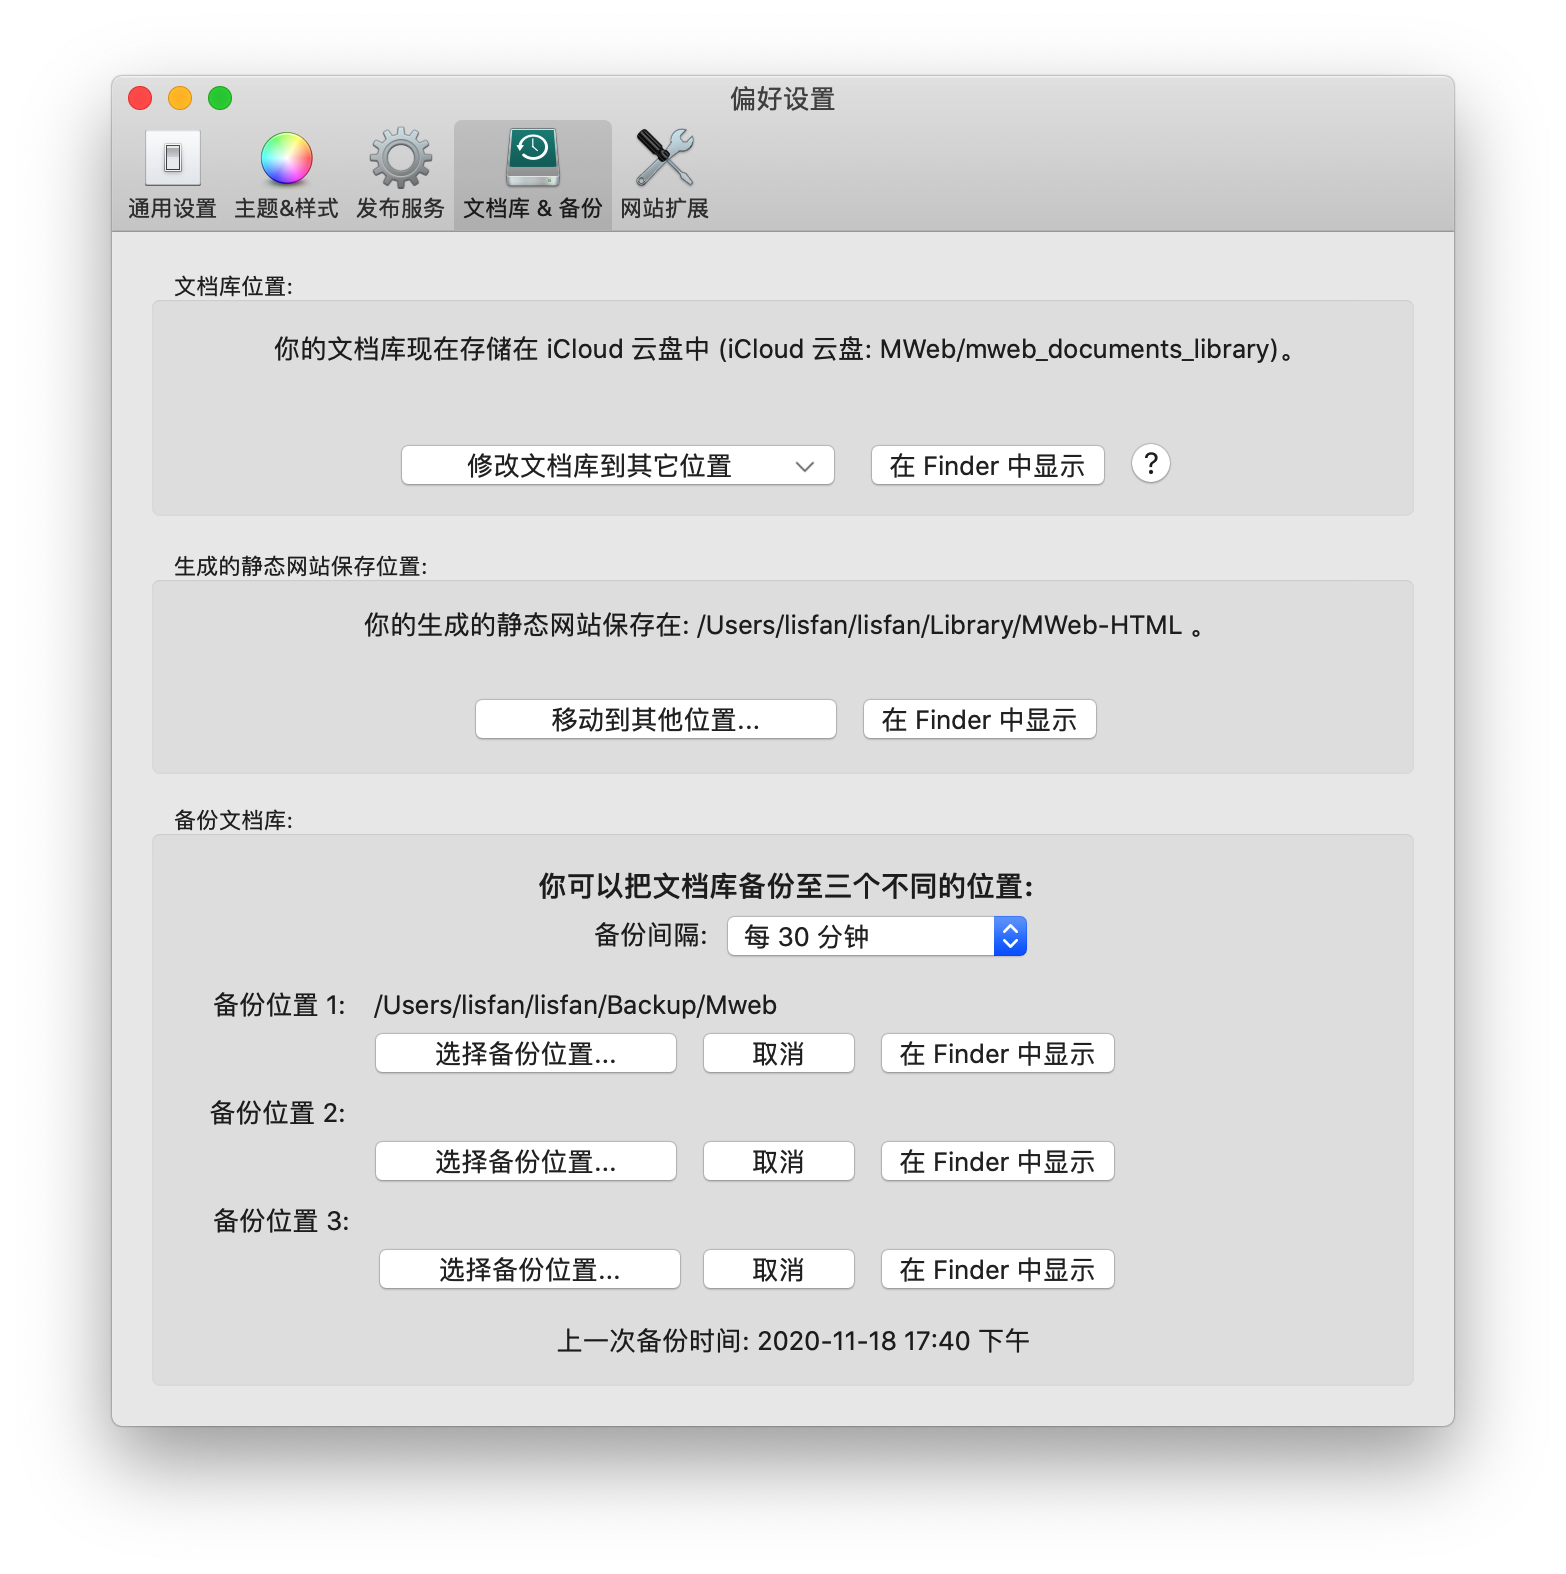 偏好设置
通用设置 主题&样式 发布服务 文档库 & 备份 网站扩展
文档库位置:
你的文档库现在存储在 iCloud 云盘中 (iCloud 云盘: MWeb/mweb_documents_library)。
修改文档库到其它位置 在 Finder 中显示 ?
生成的静态网站保存位置:
你的生成的静态网站保存在: /Users/lisfan/lisfan/Library/MWeb-HTML 。
移动到其他位置... 在 Finder 中显示
备份文档库:
你可以把文档库备份至三个不同的位置:
备份间隔: 每 30 分钟
备份位置 1: /Users/lisfan/lisfan/Backup/Mweb
选择备份位置... 取消 在 Finder 中显示
备份位置 2:
选择备份位置... 取消 在 Finder 中显示
备份位置 3:
选择备份位置... 取消 在 Finder 中显示
上一次备份时间: 2020-11-18 17:40 下午